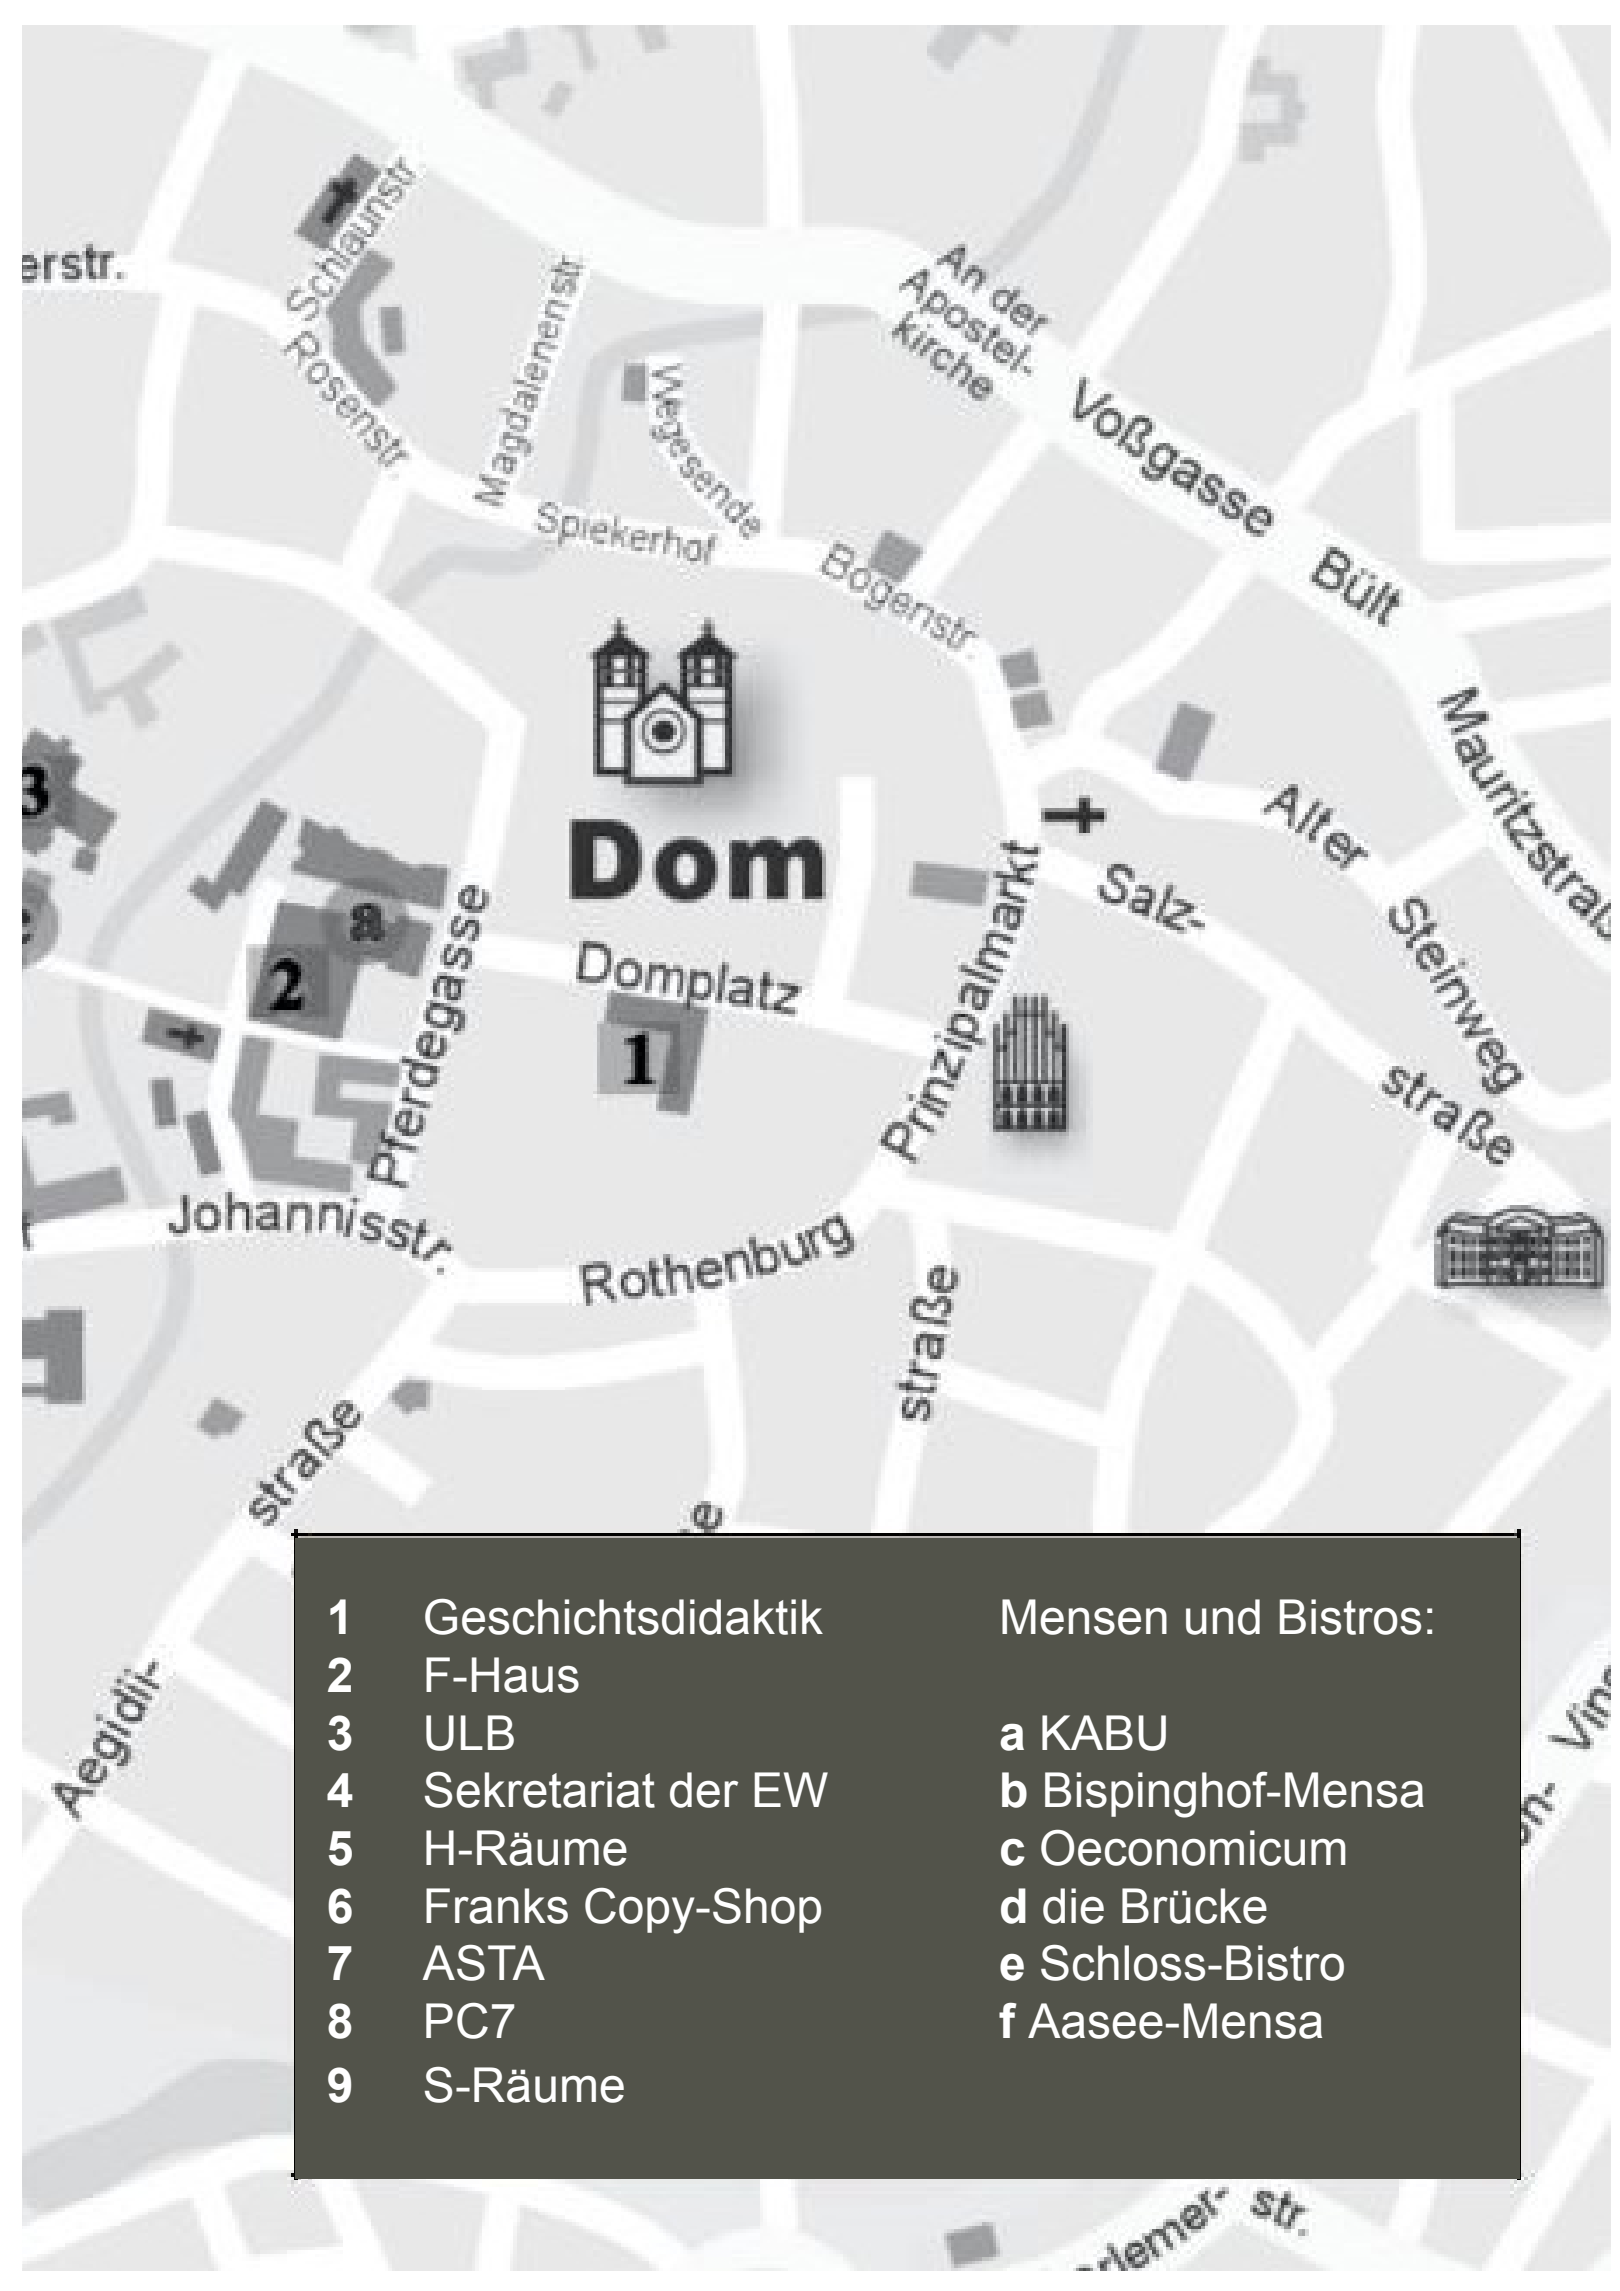 Schlaunstr.
erstr.
Rosenstr.
Magdalenenstr.
Wegesende
Spiekerhof
An der
Apostel-
kirche
Voßgasse
Bült
Bogenstr.
Mauritzstraß
Alter
Steinweg
3
Dom
Salz-
straße
a
2
Pferdegasse
Domplatz
1
Prinzipalmarkt
Johannisstr.
Rothenburg
straße
straße
Aegidii-
1 Geschichtsdidaktik
2 F-Haus
3 ULB
4 Sekretariat der EW
5 H-Räume
6 Franks Copy-Shop
7 ASTA
8 PC7
9 S-Räume
Mensen und Bistros:
a KABU
b Bispinghof-Mensa
c Oeconomicum
d die Brücke
e Schloss-Bistro
f Aasee-Mensa
str.